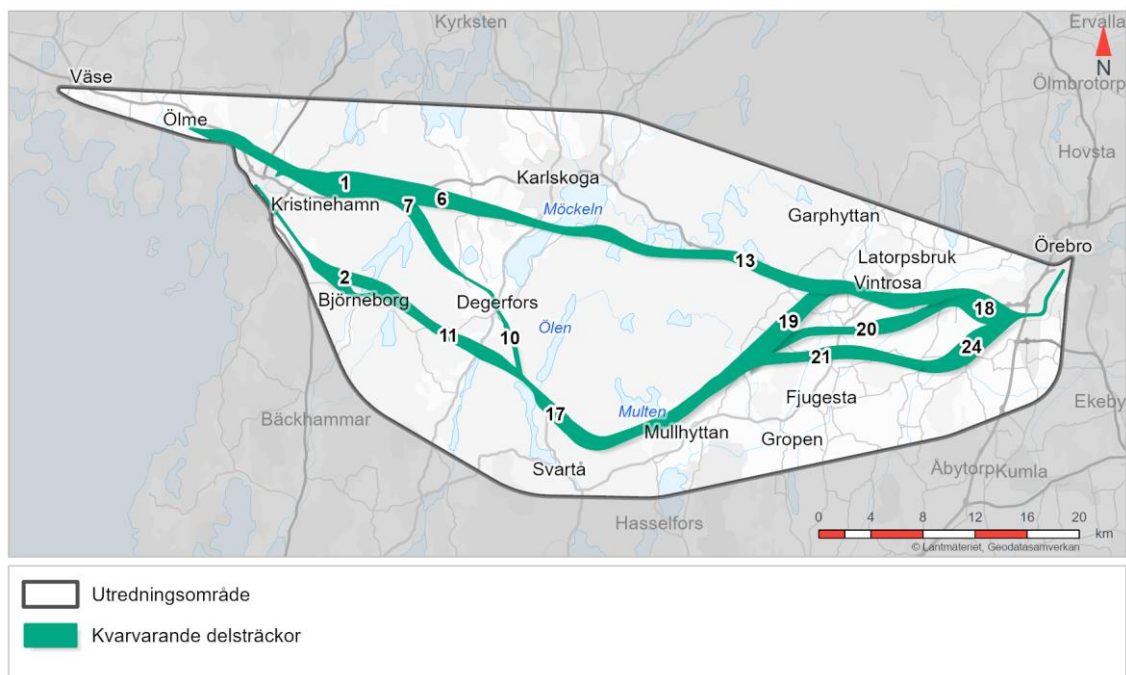 Kyrksten
Ervalla
N
Väse
Ölmbrotorp
Ölme
Hovsta
Karlskoga
1
6
Kristinehamn
7
Möckeln
Garphyttan
Örebro
13
Latorpsbruk
Vintrosa
2
Björneborg
Degerfors
18
19
20
Ölen
11
10
24
21
Fjugesta
Bäckhammar
17
Multen
Mullhyttan
Ekeby
Gropen
Svartå
Åbytorp
Kumla
Hasselfors
0 4 8 12 16 20
km
© Lantmäteriet, Geodatasamverkan
Utredningsområde
Kvarvarande delsträckor